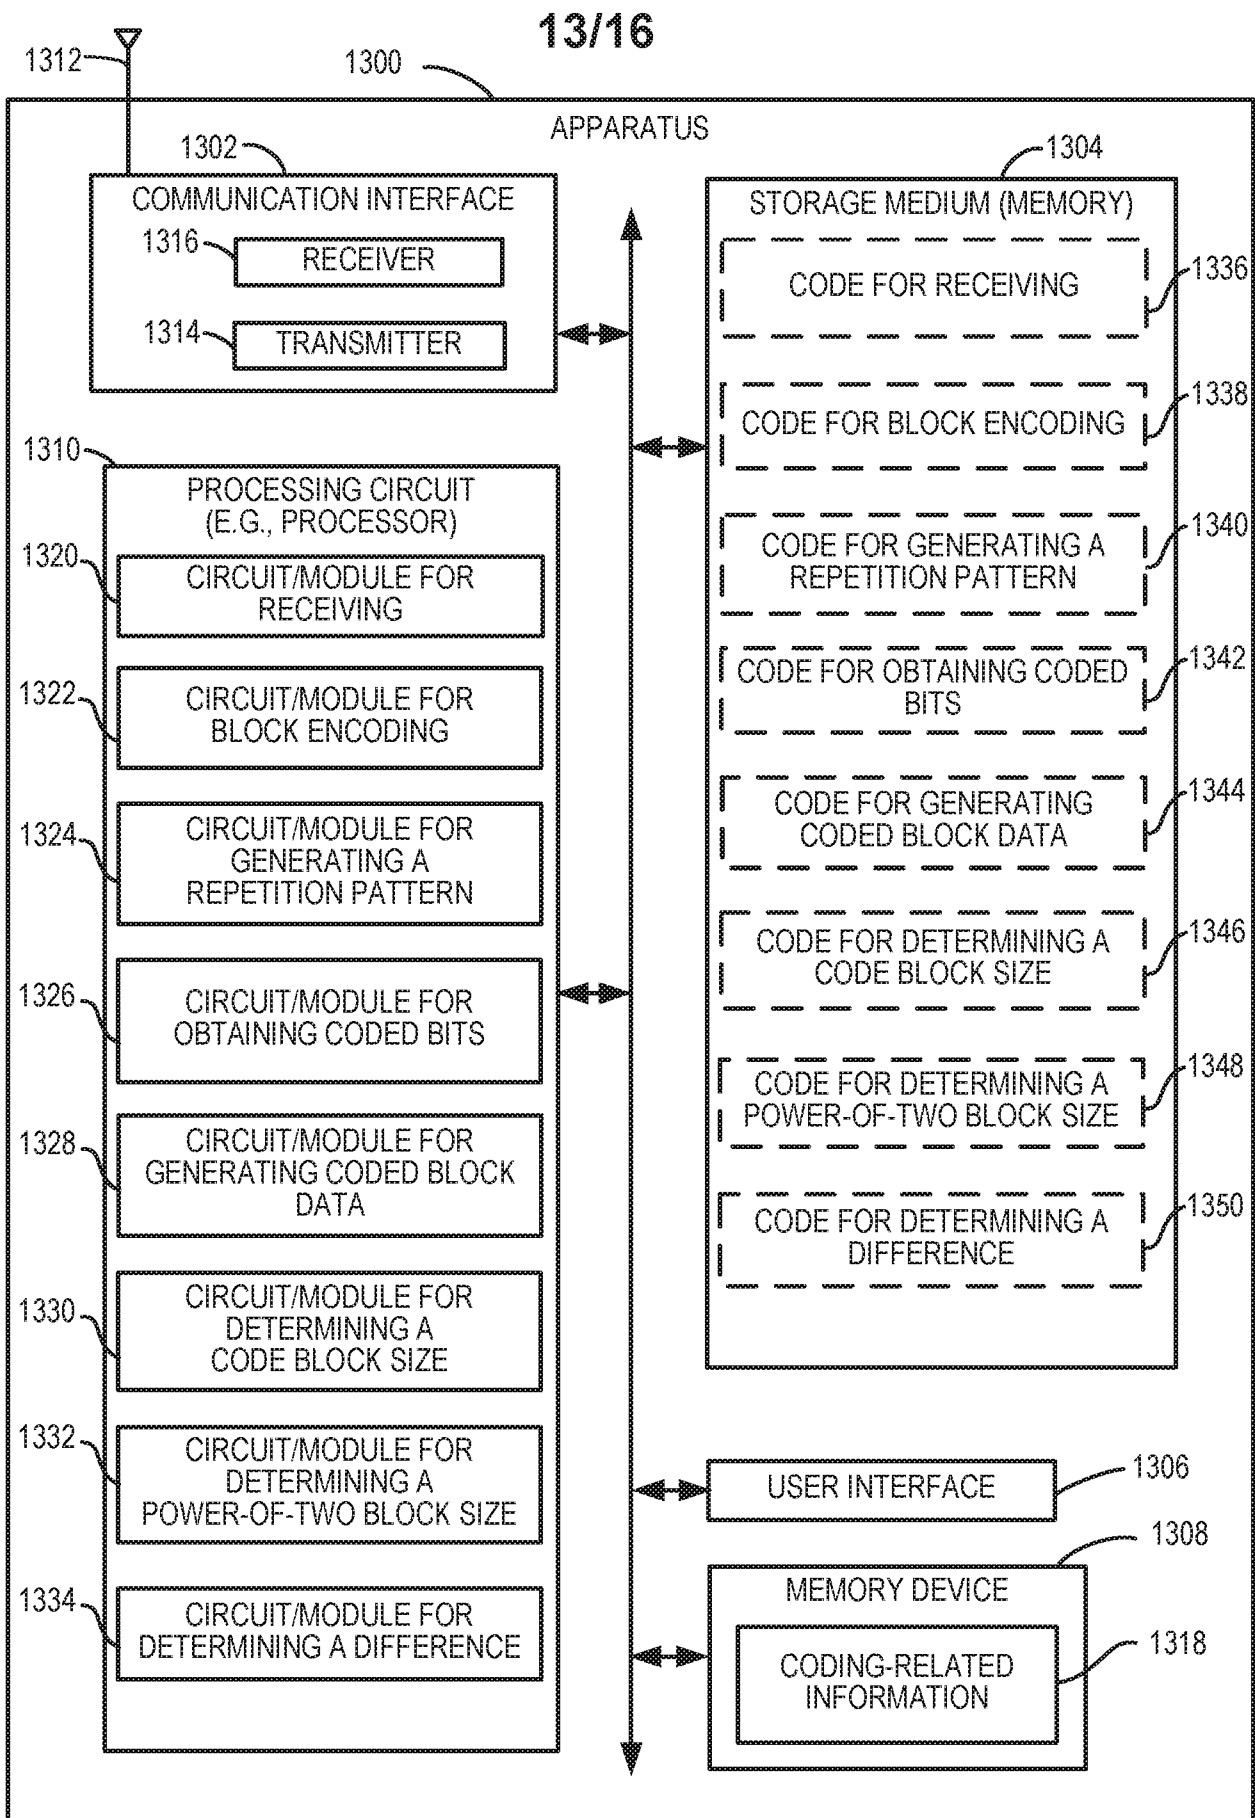 13/16
1312
1300
APPARATUS
1302
COMMUNICATION INTERFACE
1316
RECEIVER
1314
TRANSMITTER
1310
PROCESSING CIRCUIT
(E.G., PROCESSOR)
1320
CIRCUIT/MODULE FOR
RECEIVING
1322
CIRCUIT/MODULE FOR
BLOCK ENCODING
1324
CIRCUIT/MODULE FOR
GENERATING A
REPETITION PATTERN
1326
CIRCUIT/MODULE FOR
OBTAINING CODED BITS
1328
CIRCUIT/MODULE FOR
GENERATING CODED BLOCK
DATA
1330
CIRCUIT/MODULE FOR
DETERMINING A
CODE BLOCK SIZE
1332
CIRCUIT/MODULE FOR
DETERMINING A
POWER-OF-TWO BLOCK SIZE
1334
CIRCUIT/MODULE FOR
DETERMINING A DIFFERENCE
1304
STORAGE MEDIUM (MEMORY)
CODE FOR RECEIVING
1336
CODE FOR BLOCK ENCODING
1338
CODE FOR GENERATING A
REPETITION PATTERN
1340
CODE FOR OBTAINING CODED
BITS
1342
CODE FOR GENERATING
CODED BLOCK DATA
1344
CODE FOR DETERMINING A
CODE BLOCK SIZE
1346
CODE FOR DETERMINING A
POWER-OF-TWO BLOCK SIZE
1348
CODE FOR DETERMINING A
DIFFERENCE
1350
USER INTERFACE
1306
1308
MEMORY DEVICE
CODING-RELATED
INFORMATION
1318